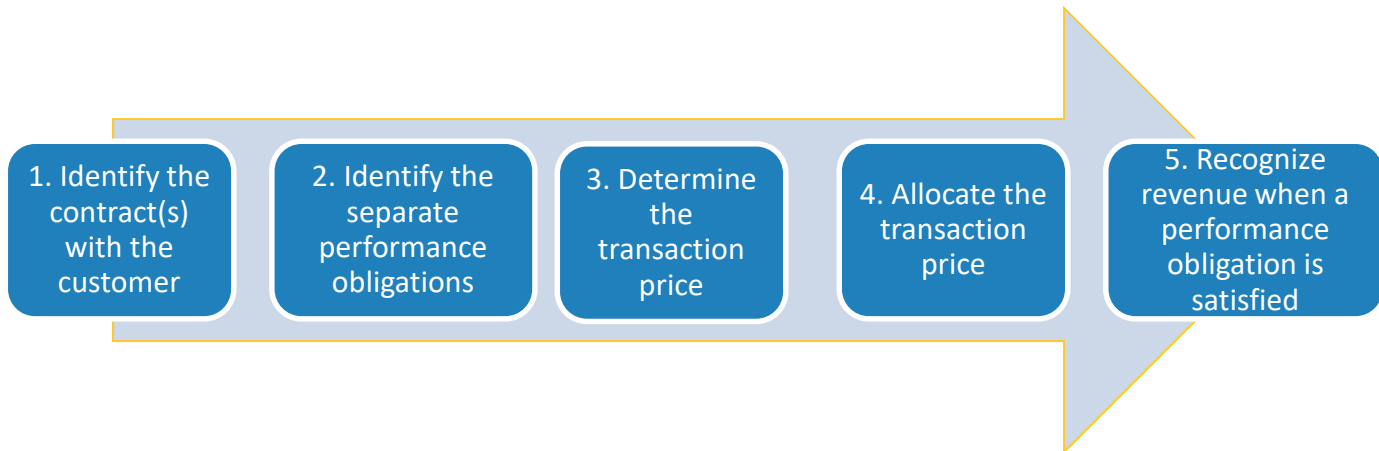 1. Identify the
contract(s)
with the
customer
2. Identify the
separate
performance
obligations
3. Determine
the
transaction
price
4. Allocate the
transaction
price
5. Recognize
revenue when a
performance
obligation is
satisfied